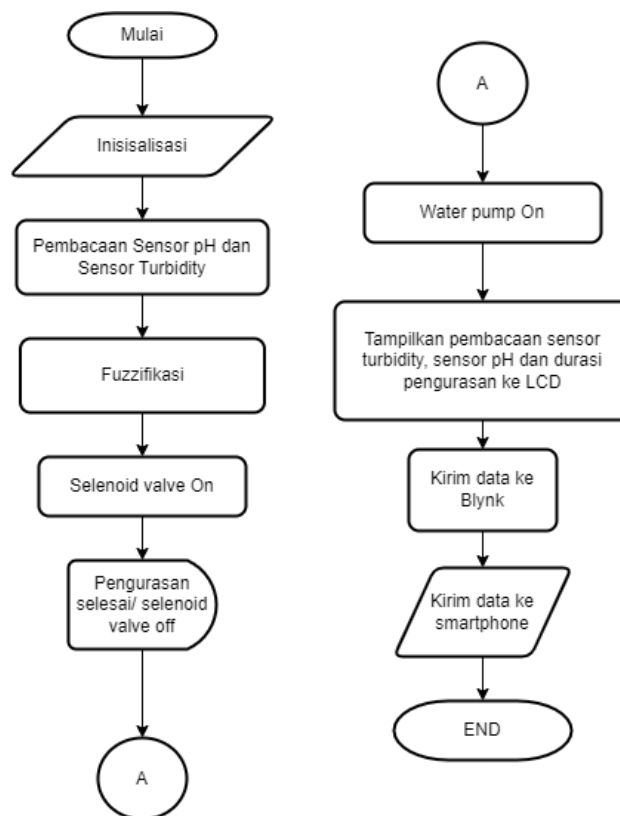 Mulai
Inisisalisasi
Pembacaan Sensor pH dan
Sensor Turbidity
Fuzzifikasi
Selenoid valve On
Pengurasan
selesai/ selenoid
valve off
A
A
Water pump On
Tampilkan pembacaan sensor
turbidity, sensor pH dan durasi
pengurasan ke LCD
Kirim data ke
Blynk
Kirim data ke
smartphone
END